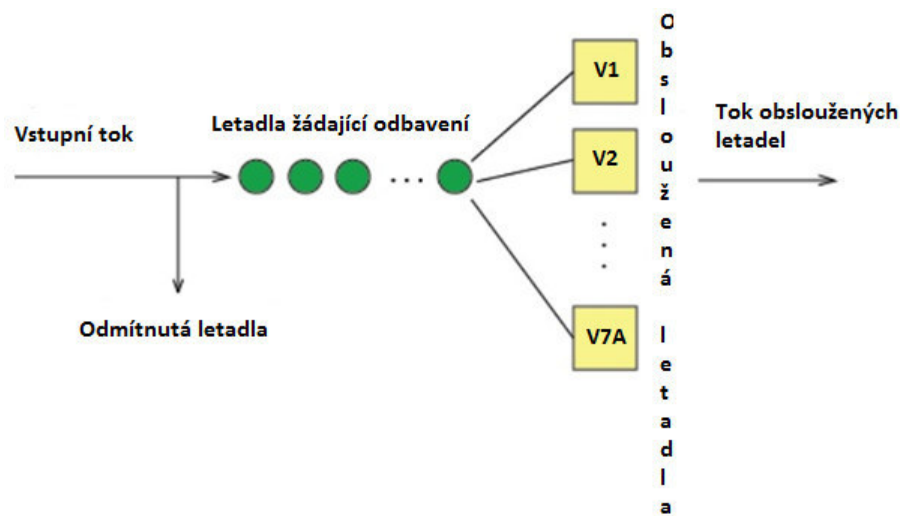 Vstupní tok
Letadla žádající odbavení
...
Odmítnutá letadla
V1
V2
V7A
Obsloužená letadla
Tok obsloužených
letadel